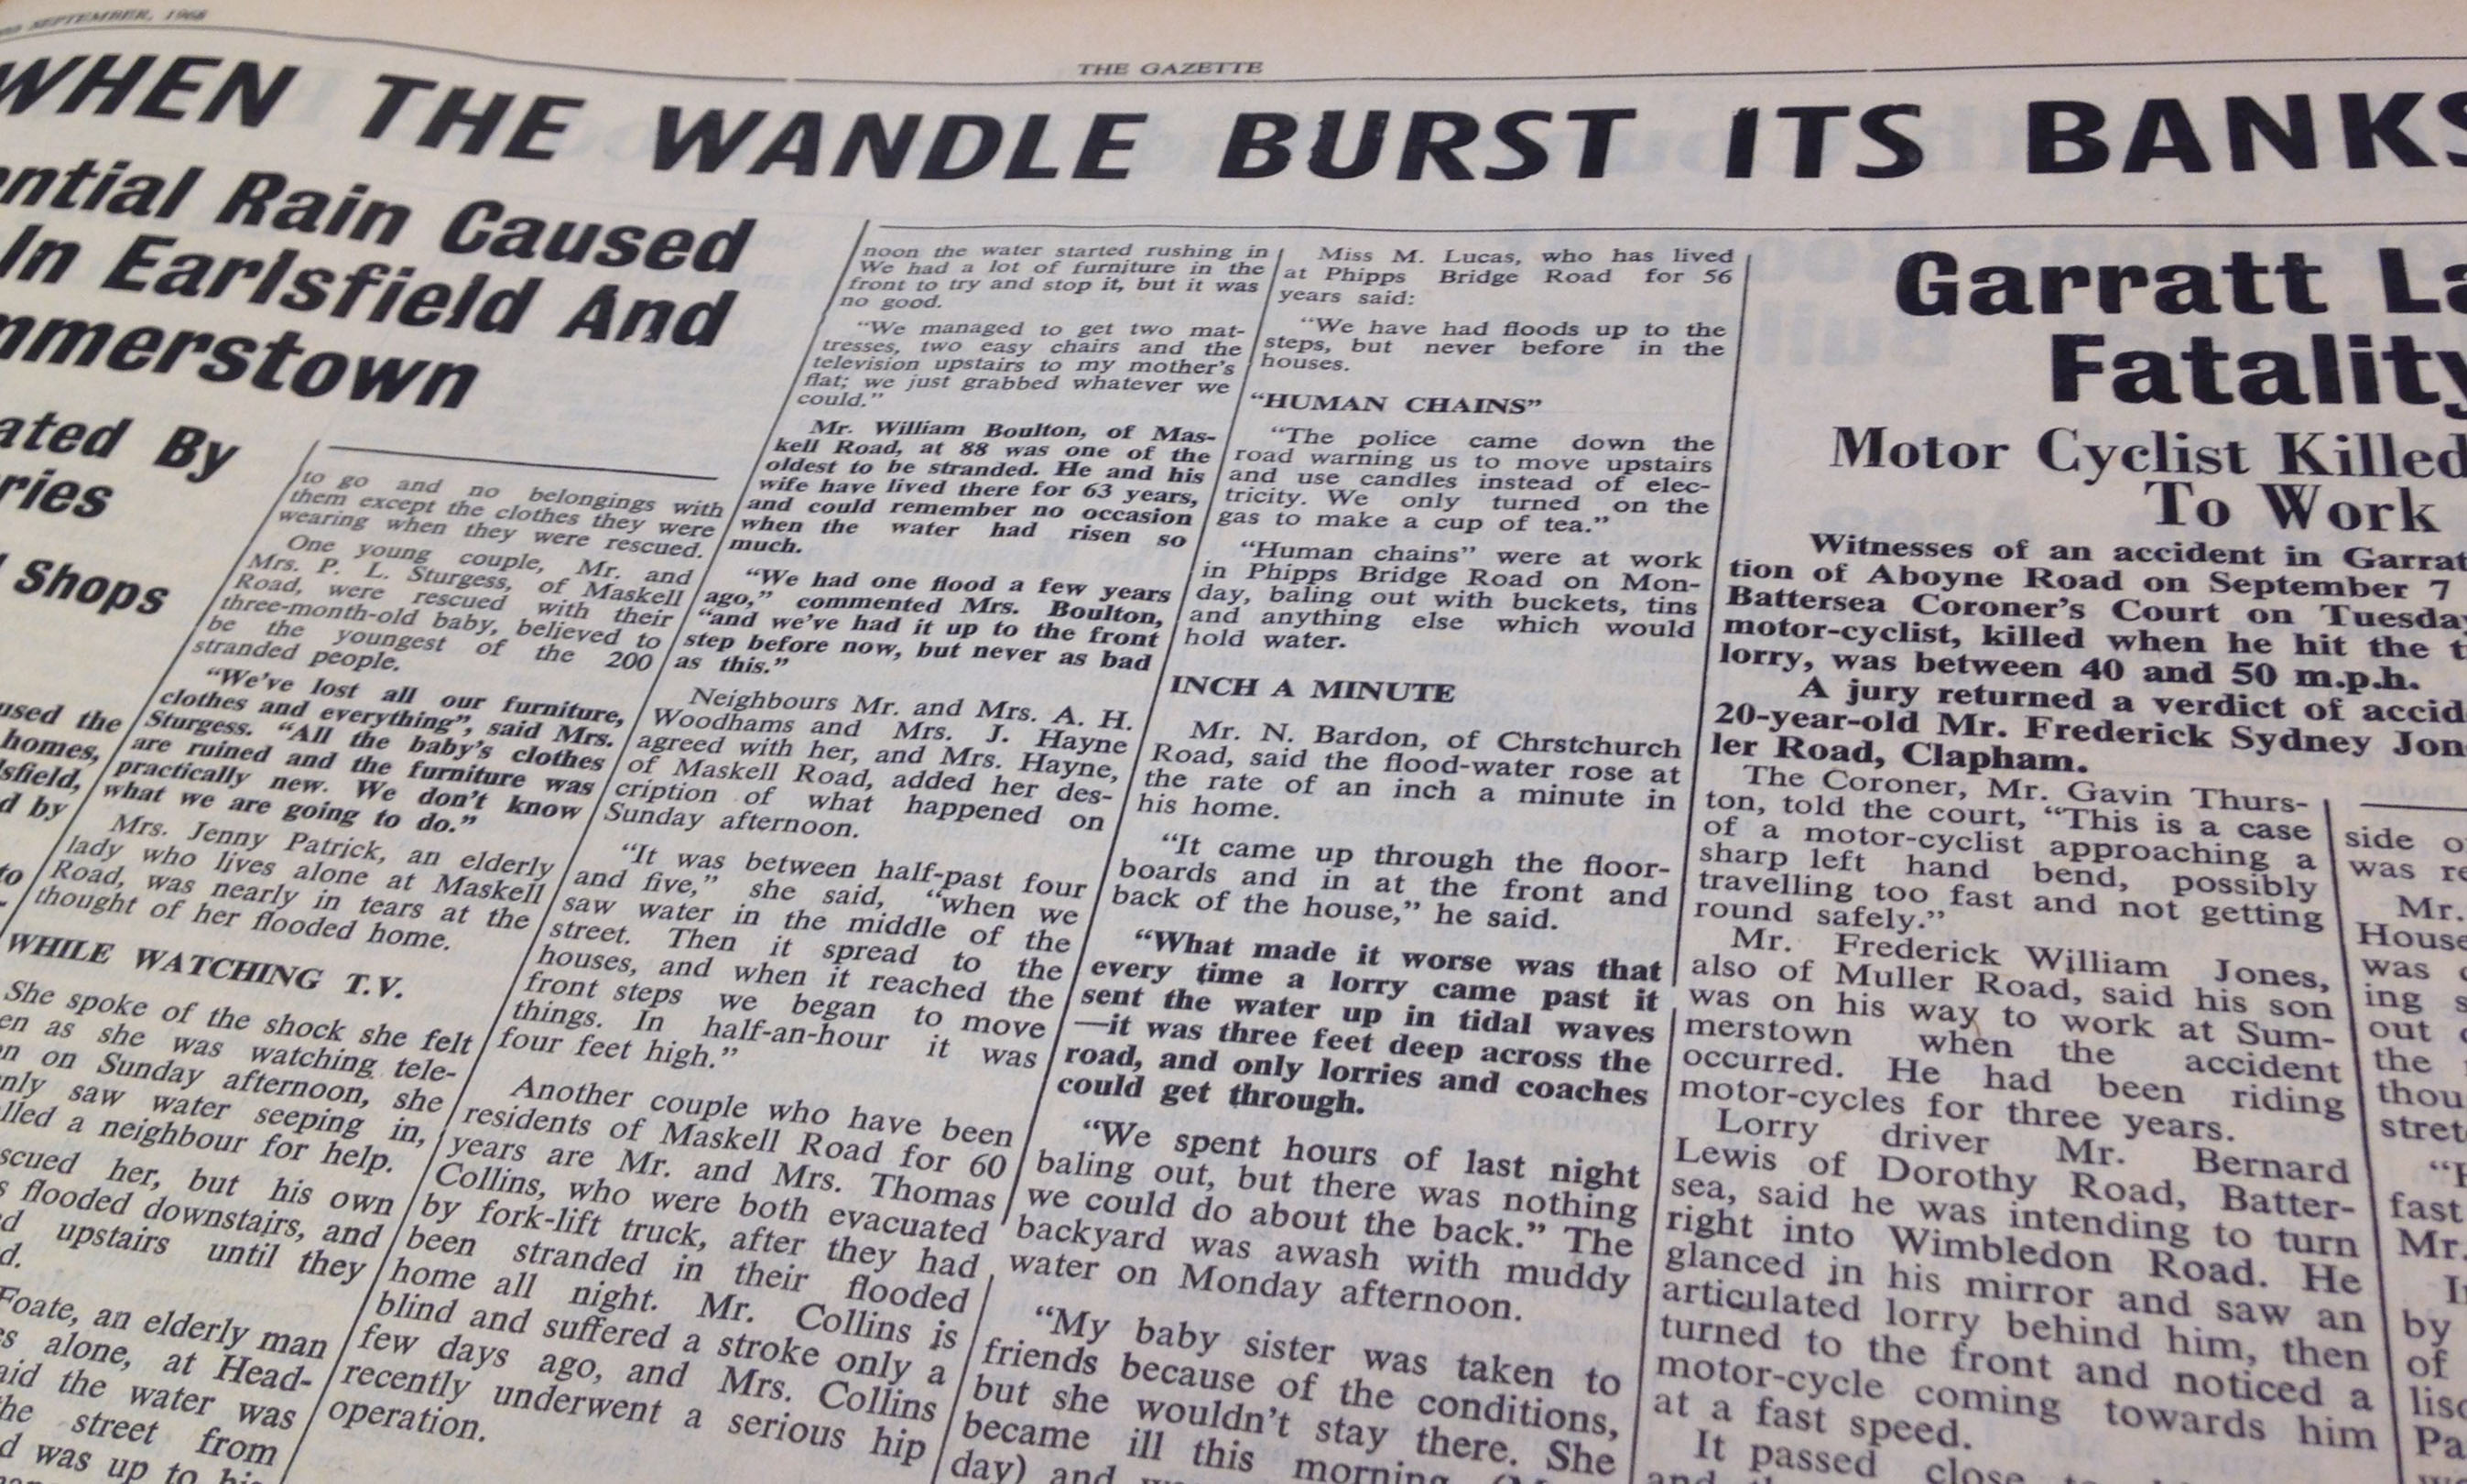 SEPTEMBER, 1968
THE GAZETTE
WHEN THE WANDLE BURST ITS BANKS
ntial Rain Caused
In Earlsfield And
mmerstown
ated By
ries
Shops
used the
homes,
lsfield,
d by
to
to go and no belongings with
them except the clothes they were
wearing when they were rescued.
One young couple, Mr. and
Mrs. P. L. Sturgess, of Maskell
Road, were rescued with their
three-month-old baby, believed to
be the youngest of the 200
stranded people.
"We've lost all our furniture,
clothes and everything", said Mrs.
Sturgess. "All the baby's clothes
are ruined and the furniture was
practically new. We don't know
what we are going to do."
Mrs. Jenny Patrick, an elderly
lady who lives alone at Maskell
Road, was nearly in tears at the
thought of her flooded home.
WHILE WATCHING T.V.
She spoke of the shock she felt
en as she was watching tele-
on on Sunday afternoon, she
nly saw water seeping in,
lled a neighbour for help.
scued her, but his own
s flooded downstairs, and
ed upstairs until they
d.
Foate, an elderly man
es alone, at Head-
aid the water was
he street from
d was up to his
noon the water started rushing in
We had a lot of furniture in the
front to try and stop it, but it was
no good.
"We managed to get two mat-
tresses, two easy chairs and the
television upstairs to my mother's
flat; we just grabbed whatever we
could."
Mr. William Boulton, of Mas-
kell Road, at 88 was one of the
oldest to be stranded. He and his
wife have lived there for 63 years,
and could remember no occasion
when the water had risen so
much.
"We had one flood a few years
ago," commented Mrs. Boulton,
"and we've had it up to the front
step before now, but never as bad
as this."
Neighbours Mr. and Mrs. A. H.
Woodhams and Mrs. J. Hayne
agreed with her, and Mrs. Hayne,
of Maskell Road, added her des-
cription of what happened on
Sunday afternoon.
"It was between half-past four
and five," she said, "when we
saw water in the middle of the
street. Then it spread to the
houses, and when it reached the
front steps we began to move
things. In half-an-hour it was
four feet high."
Another couple who have been
residents of Maskell Road for 60
years are Mr. and Mrs. Thomas
Collins, who were both evacuated
by fork-lift truck, after they had
been stranded in their flooded
home all night. Mr. Collins is
blind and suffered a stroke only a
few days ago, and Mrs. Collins
recently underwent a serious hip
operation.
Miss M. Lucas, who has lived
at Phipps Bridge Road for 56
years said:
"We have had floods up to the
steps, but never before in the
houses.
"HUMAN CHAINS"
"The police came down the
road warning us to move upstairs
and use candles instead of elec-
tricity. We only turned on the
gas to make a cup of tea."
"Human chains" were at work
in Phipps Bridge Road on Mon-
day, baling out with buckets, tins
and anything else which would
hold water.
INCH A MINUTE
Mr. N. Bardon, of Chrstchurch
Road, said the flood-water rose at
the rate of an inch a minute in
his home.
"It came up through the floor-
boards and in at the front and
back of the house," he said.
"What made it worse was that
every time a lorry came past it
sent the water up in tidal waves
—it was three feet deep across the
road, and only lorries and coaches
could get through.
"We spent hours of last night
baling out, but there was nothing
we could do about the back." The
backyard was awash with muddy
water on Monday afternoon.
"My baby sister was taken to
friends because of the conditions,
but she wouldn't stay there. She
became ill this morning
day) and
Garratt La
Fatality
Motor Cyclist Killed
To Work
Witnesses of an accident in Garrat
tion of Aboyne Road on September 7
Battersea Coroner's Court on Tuesday
motor-cyclist, killed when he hit the t
lorry, was between 40 and 50 m.p.h.
A jury returned a verdict of accid
20-year-old Mr. Frederick Sydney Jon
ler Road, Clapham.
The Coroner, Mr. Gavin Thurs-
ton, told the court, "This is a case
of a motor-cyclist approaching a
sharp left hand bend, possibly
travelling too fast and not getting
round safely."
Mr. Frederick William Jones,
also of Muller Road, said his son
was on his way to work at Sum-
merstown when the accident
occurred. He had been riding
motor-cycles for three years.
Lorry driver Mr. Bernard
Lewis of Dorothy Road, Batter-
sea, said he was intending to turn
right into Wimbledon Road. He
glanced in his mirror and saw an
articulated lorry behind him, then
turned to the front and noticed a
motor-cycle coming towards him
at a fast speed.
It passed close
side o
was re
Mr.
House
was
ing s
out
the
thou
stret
fast
Mr.
by
of
lisc
Pa